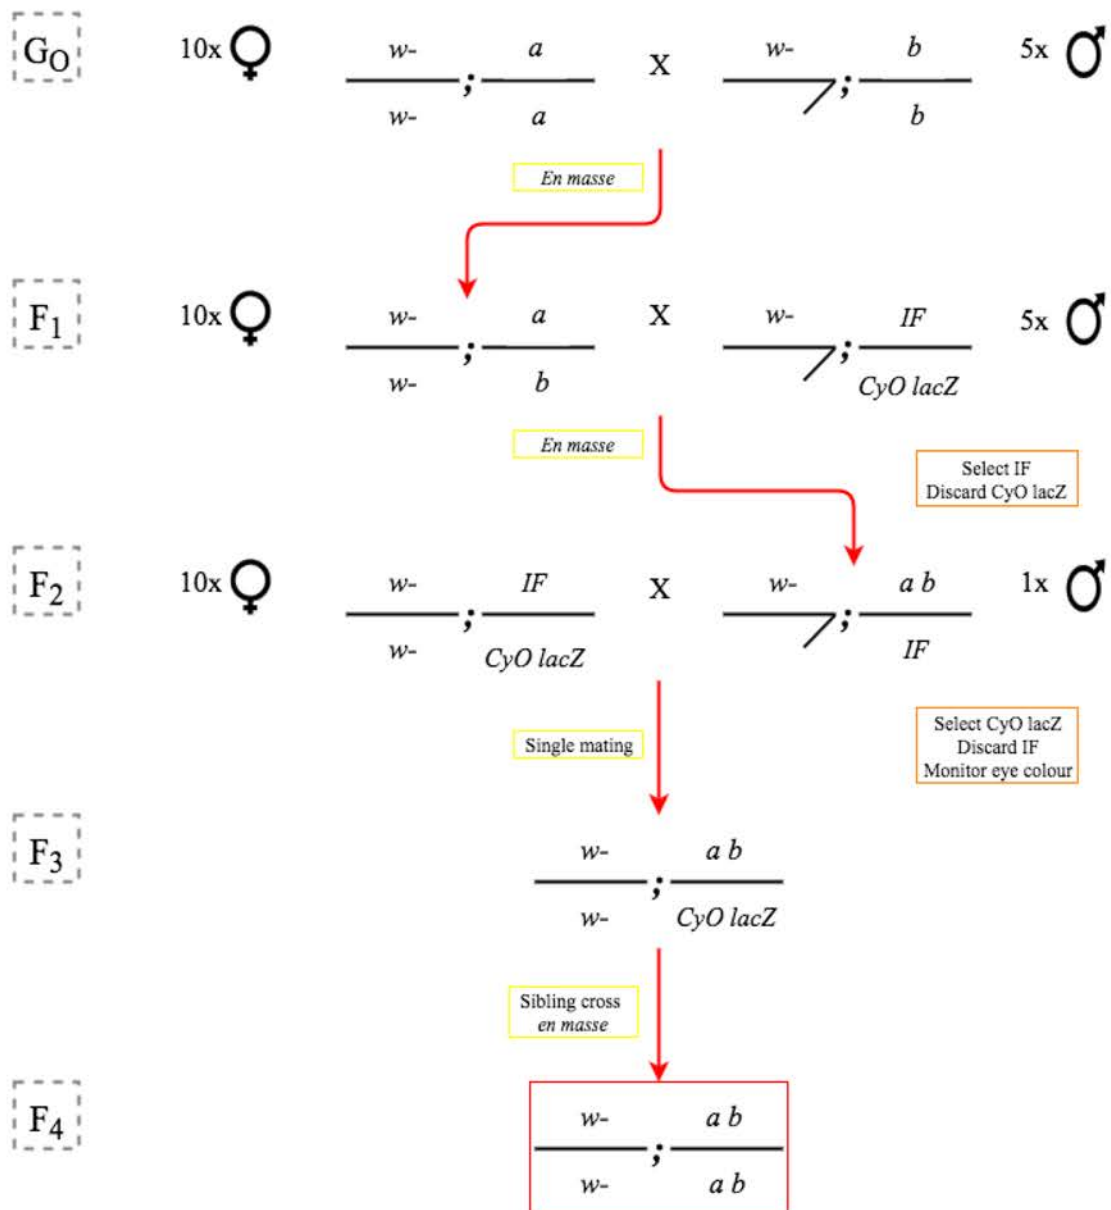 G0
10x
w-
a
X
w-
b
5x
;
;
w-
a
b
En masse
F1
10x
w-
a
X
w-
IF
5x
;
;
w-
b
CyO lacZ
En masse
Select IF
Discard CyO lacZ
F2
10x
w-
IF
X
w-
a b
1x
;
;
w-
CyO lacZ
IF
Single mating
Select CyO lacZ
Discard IF
Monitor eye colour
F3
w-
a b
;
w-
CyO lacZ
Sibling cross
en masse
F4
w-
a b
;
w-
a b